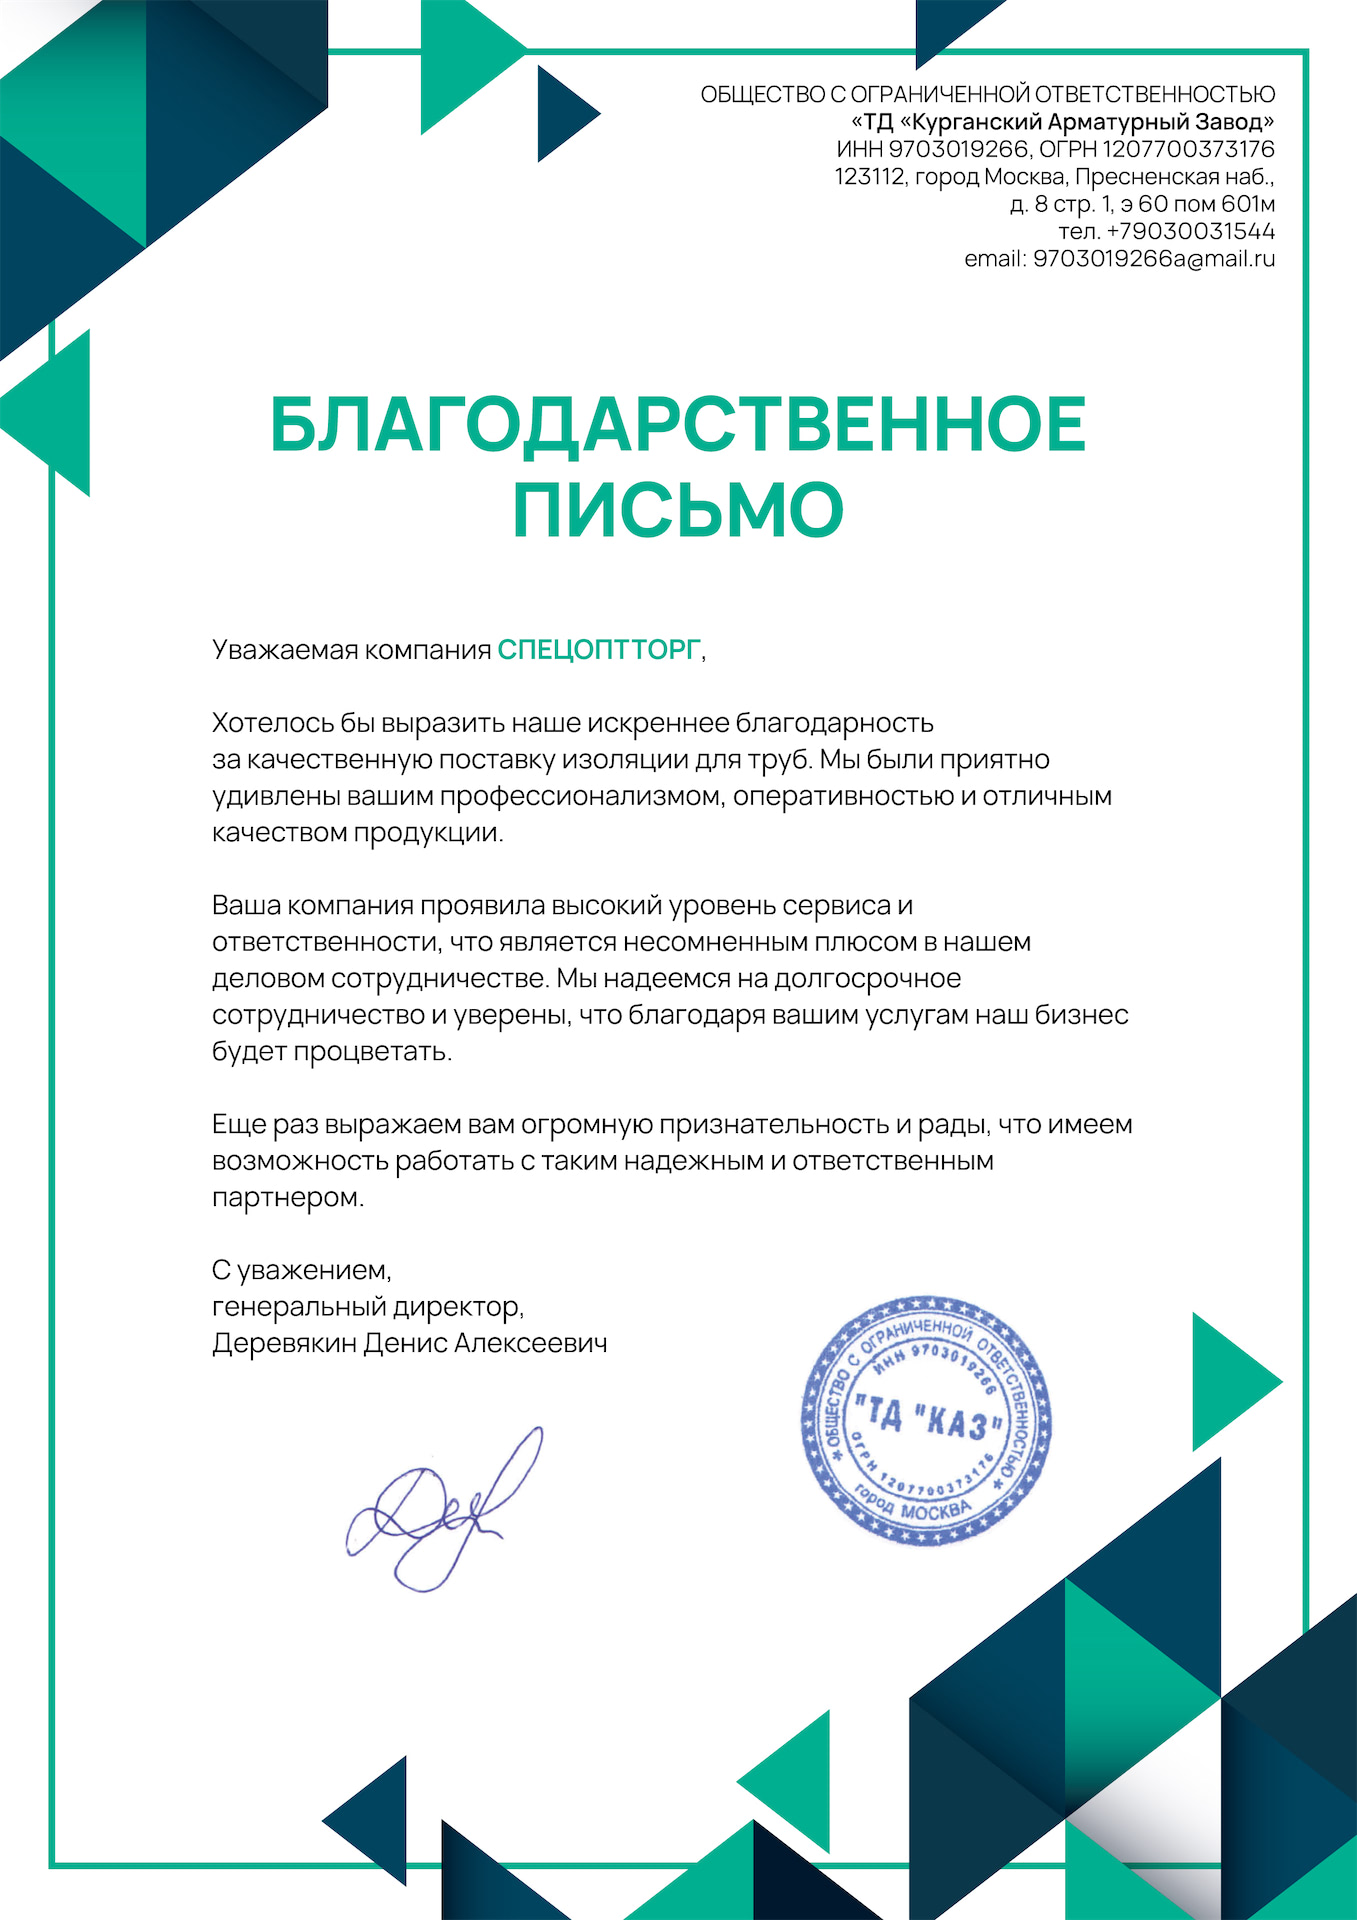 ОБЩЕСТВО С ОГРАНИЧЕННОЙ ОТВЕТСТВЕННОСТЬЮ
«ТД «Курганский Арматурный Завод»
ИНН 9703019266, ОГРН 1207700373176
123112, город Москва, Пресненская наб.,
д. 8 стр. 1, э 60 пом 601м
тел. +79030031544
email: 9703019266a@mail.ru
БЛАГОДАРСТВЕННОЕ
ПИСЬМО
Уважаемая компания СПЕЦОПТТОРГ,
Хотелось бы выразить наше искреннее благодарность
за качественную поставку изоляции для труб. Мы были приятно
удивлены вашим профессионализмом, оперативностью и отличным
качеством продукции.
Ваша компания проявила высокий уровень сервиса и
ответственности, что является несомненным плюсом в нашем
деловом сотрудничестве. Мы надеемся на долгосрочное
сотрудничество и уверены, что благодаря вашим услугам наш бизнес
будет процветать.
Еще раз выражаем вам огромную признательность и рады, что имеем
возможность работать с таким надежным и ответственным
партнером.
С уважением,
генеральный директор,
Деревякин Денис Алексеевич
* ОБЩЕСТВО С ОГРАНИЧЕННОЙ ОТВЕТСТВЕННОСТЬЮ *
ИНН 9703019266
"ТД "КАЗ"
ОГРН 1207700373176
город МОСКВА